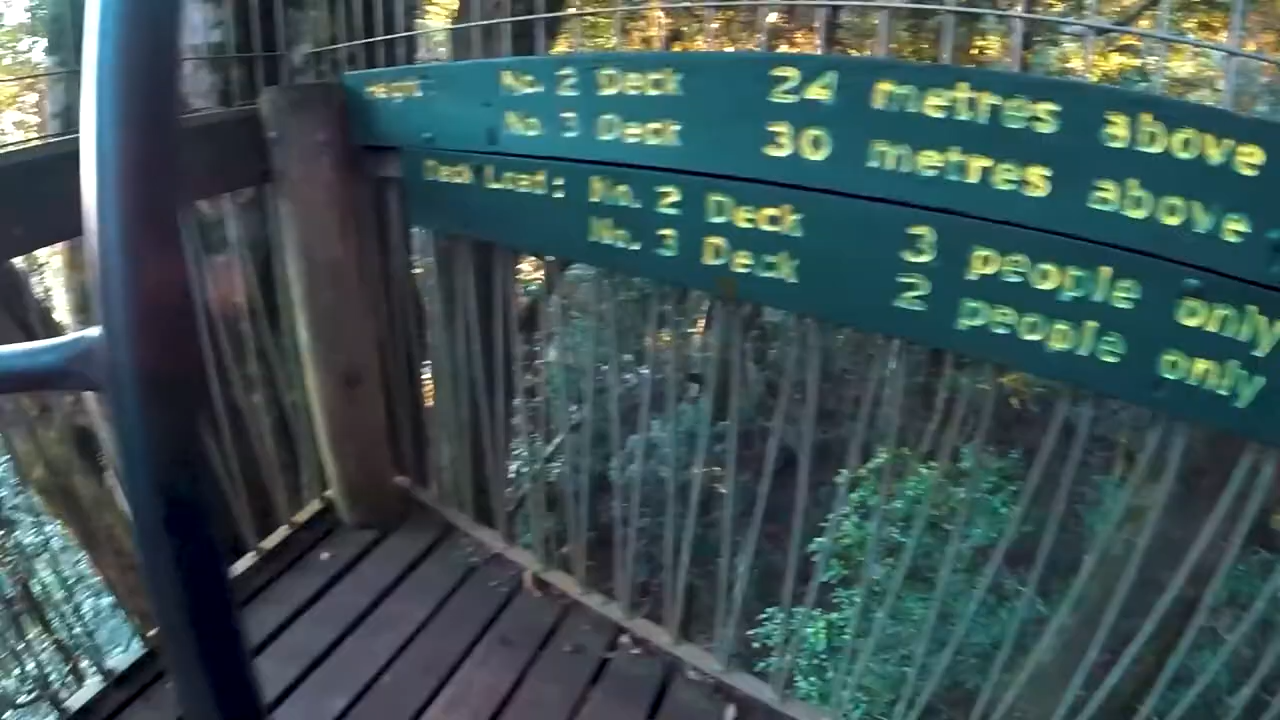 No. 2 Deck 24 metres above
No 3 Deck 30 metres above
Deck Load: No. 2 Deck 3 people only
No. 3 Deck 2 people only